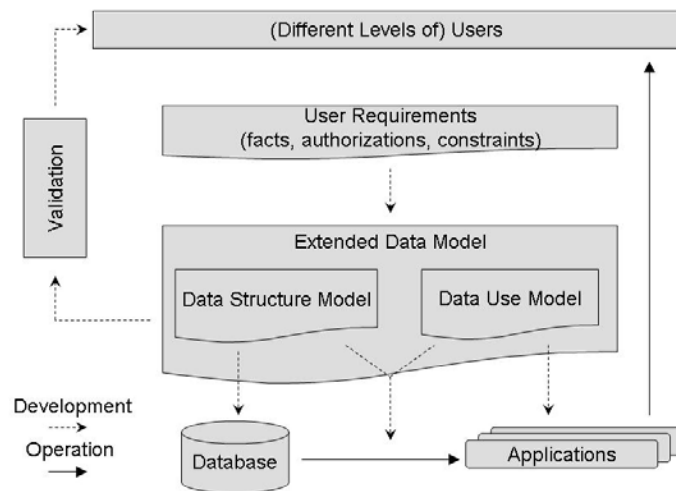 (Different Levels of) Users
User Requirements
(facts, authorizations, constraints)
Validation
Extended Data Model
Data Structure Model
Data Use Model
Development
Operation
Database
Applications